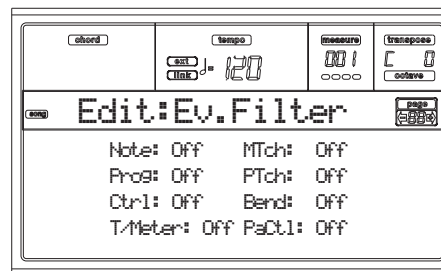 chord tempo measure transpose
ext
link ♩= 120 001 C 0
octave
song Edit:Ev.Filter page
Note: Off MTch: Off
Prog: Off PTch: Off
Ctrl: Off Bend: Off
T/Meter: Off PaCtl: Off